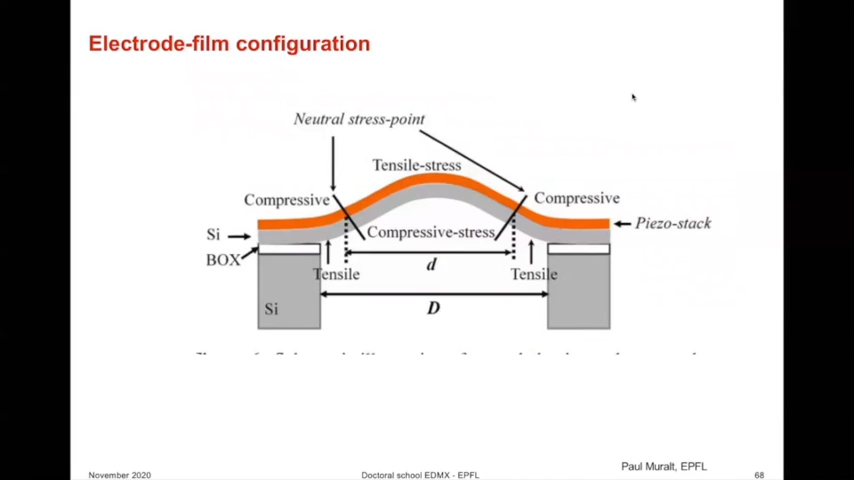 Electrode-film configuration
Neutral stress-point
Tensile-stress
Compressive
Compressive
Si
Compressive-stress
Piezo-stack
BOX
Tensile
d
Tensile
Si
D
Paul Muralt, EPFL
November 2020
Doctoral school EDMX - EPFL
68